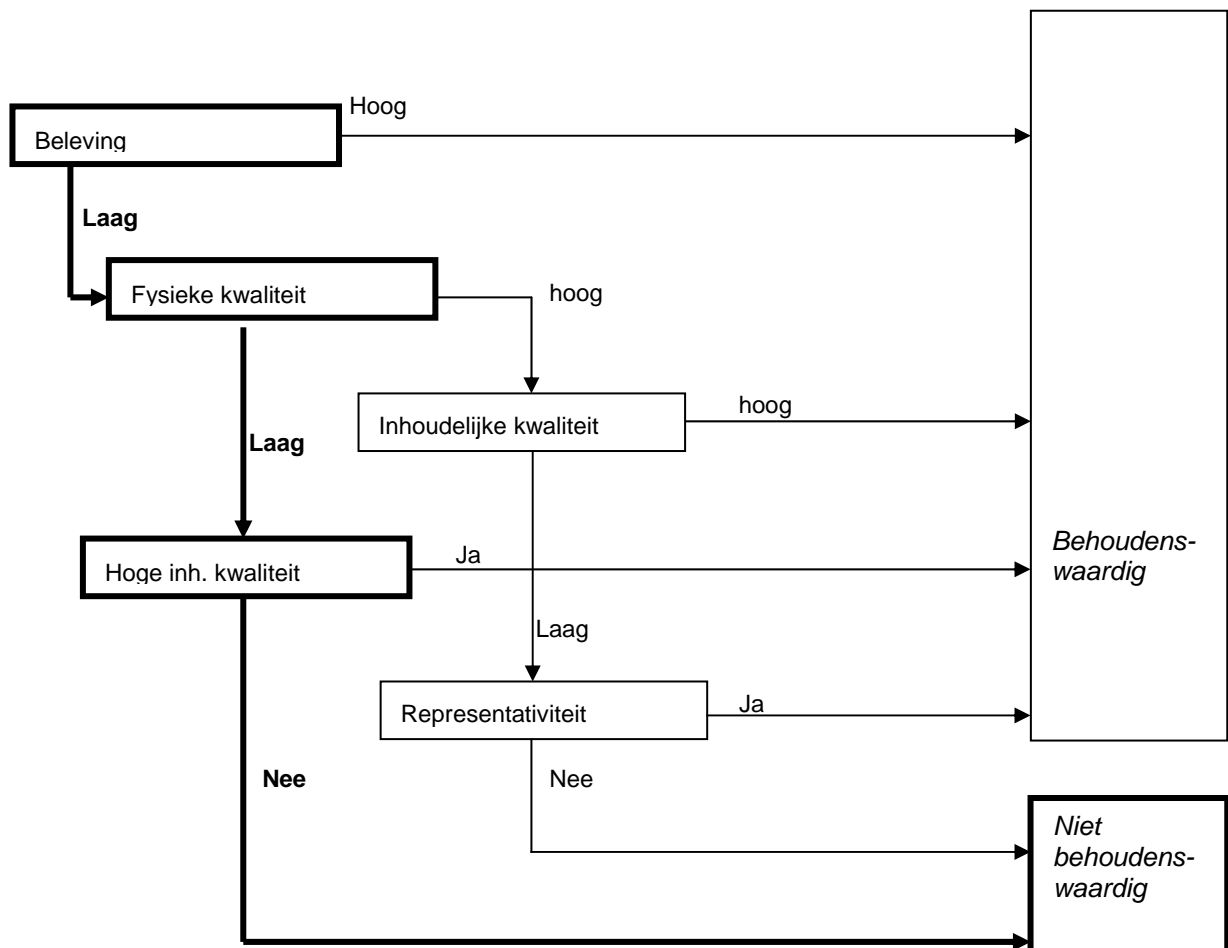 Hoog
Beleving
Laag
Fysieke kwaliteit
hoog
Inhoudelijke kwaliteit
hoog
Laag
Hoge inh. kwaliteit
Ja
Behoudens-
waardig
Laag
Representativiteit
Ja
Nee
Nee
Niet
behoudens-
waardig